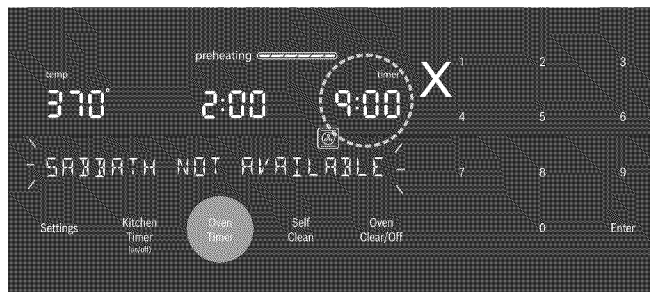 preheating
temp timer X 1 2 3
370° 2:00 9:00
4 5 6
SABBATH NOT AVAILABLE 7 8 9
Settings Kitchen Timer (on/off) Oven Timer Self Clean Oven Clear/Off 0 Enter